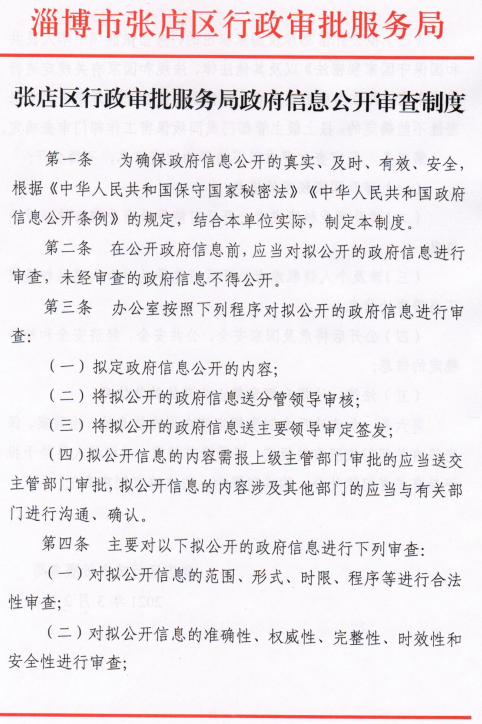 淄博市张店区行政审批服务局
张店区行政审批服务局政府信息公开审查制度
第一条 为确保政府信息公开的真实、及时、有效、安全,
根据《中华人民共和国保守国家秘密法》《中华人民共和国政府
信息公开条例》的规定,结合本单位实际,制定本制度。
第二条 在公开政府信息前,应当对拟公开的政府信息进行
审查,未经审查的政府信息不得公开。
第三条 办公室按照下列程序对拟公开的政府信息进行审
查:
(一)拟定政府信息公开的内容;
(二)将拟公开的政府信息送分管领导审核;
(三)将拟公开的政府信息送主要领导审定签发;
(四)拟公开信息的内容需报上级主管部门审批的应当送交
主管部门审批,拟公开信息的内容涉及其他部门的应当与有关部
门进行沟通、确认。
第四条 主要对以下拟公开的政府信息进行下列审查:
(一)对拟公开信息的范围、形式、时限、程序等进行合法
性审查;
(二)对拟公开信息的准确性、权威性、完整性、时效性和
安全性进行审查;